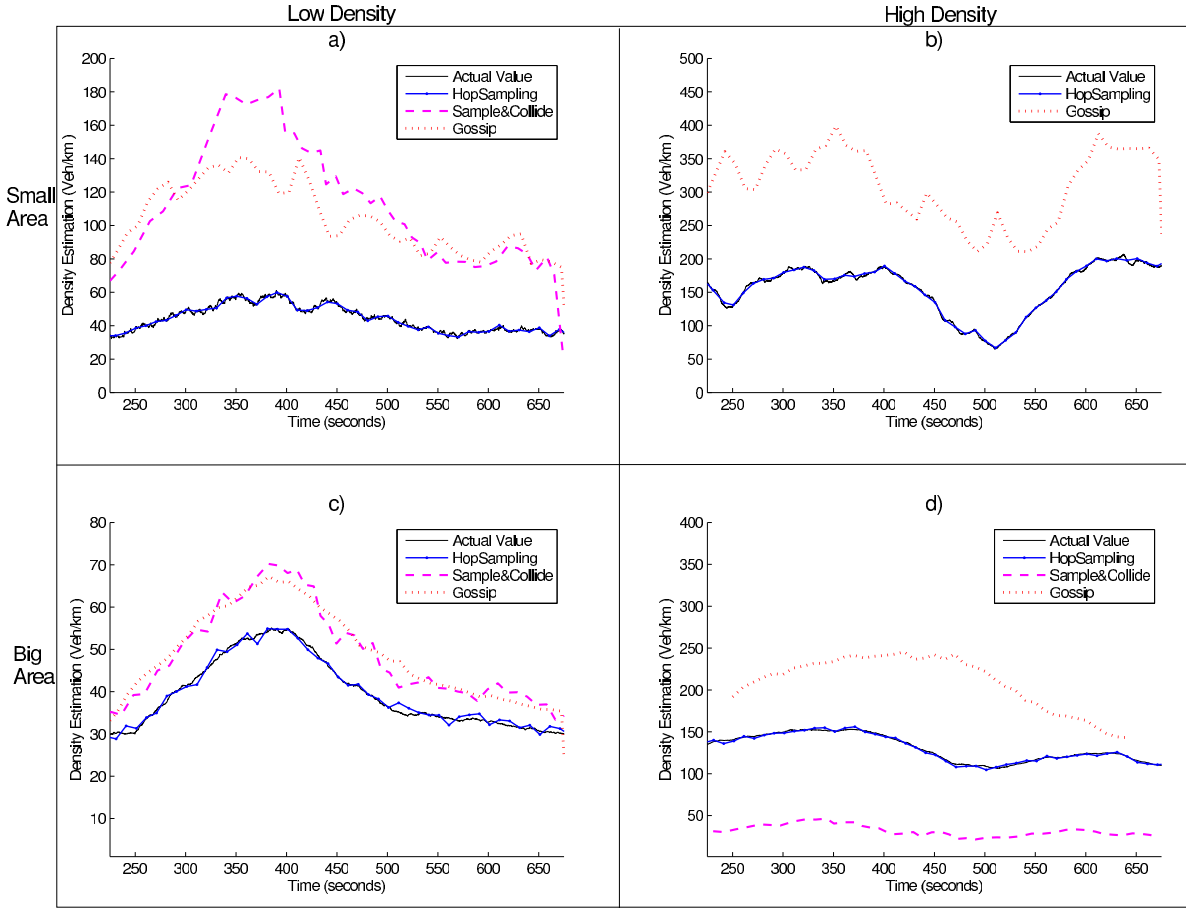 Low Density
High Density
Small
Area
Big
Area
a)
200
180
160
140
120
100
80
60
40
20
0
Density Estimation (Veh/km )
250 300 350 400 450 500 550 600 650
Time (seconds)
Actual Value
HopSampling
Sample&Collide
Gossip
b)
500
450
400
350
300
250
200
150
100
50
0
Density Estimation (Veh/km )
250 300 350 400 450 500 550 600 650
Time (seconds)
Actual Value
HopSampling
Gossip
c)
80
70
60
50
40
30
20
10
Density Estimation (Veh/km)
250 300 350 400 450 500 550 600 650
Time (seconds)
Actual Value
HopSampling
Sample&Collide
Gossip
d)
400
350
300
250
200
150
100
50
Density Estimation (Veh/km)
250 300 350 400 450 500 550 600 650
Time (seconds)
Actual Value
HopSampling
Sample&Collide
Gossip